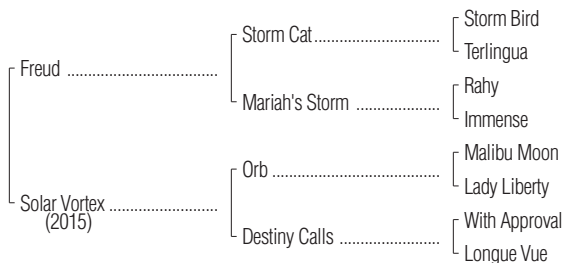 Storm Bird
Storm Cat
Terlingua
Freud
Rahy
Mariah's Storm
Immense
Malibu Moon
Orb
Lady Liberty
Solar Vortex
(2015)
With Approval
Destiny Calls
Longue Vue